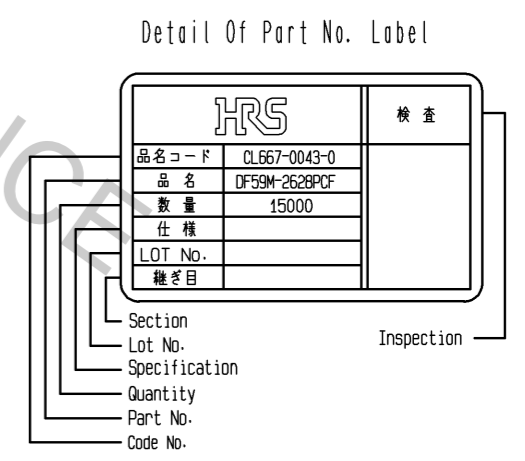 Detail Of Part No. Label
HRS
検査
品名コード CL667-0043-0
品名 DF59M-2628PCF
数量 15000
仕様
LOT No.
継ぎ目
Section
Lot No.
Inspection
Specification
Quantity
Part No.
Code No.